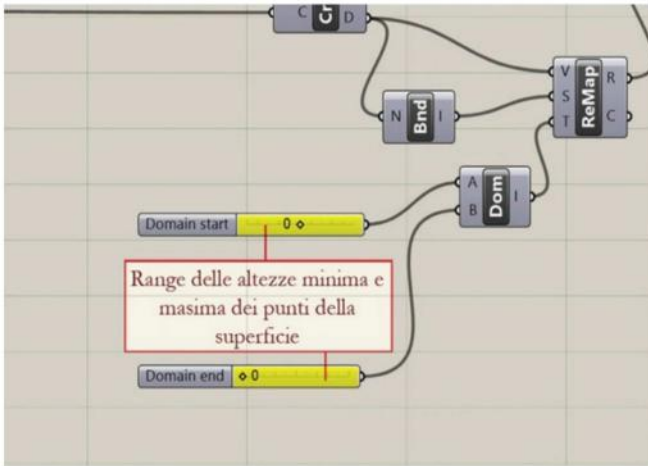 C Cr D
V R
ReMap
S
T C
N Bnd I
A Dom I
B
Domain start 0
Range delle altezze minima e
masima dei punti della
superficie
Domain end 0